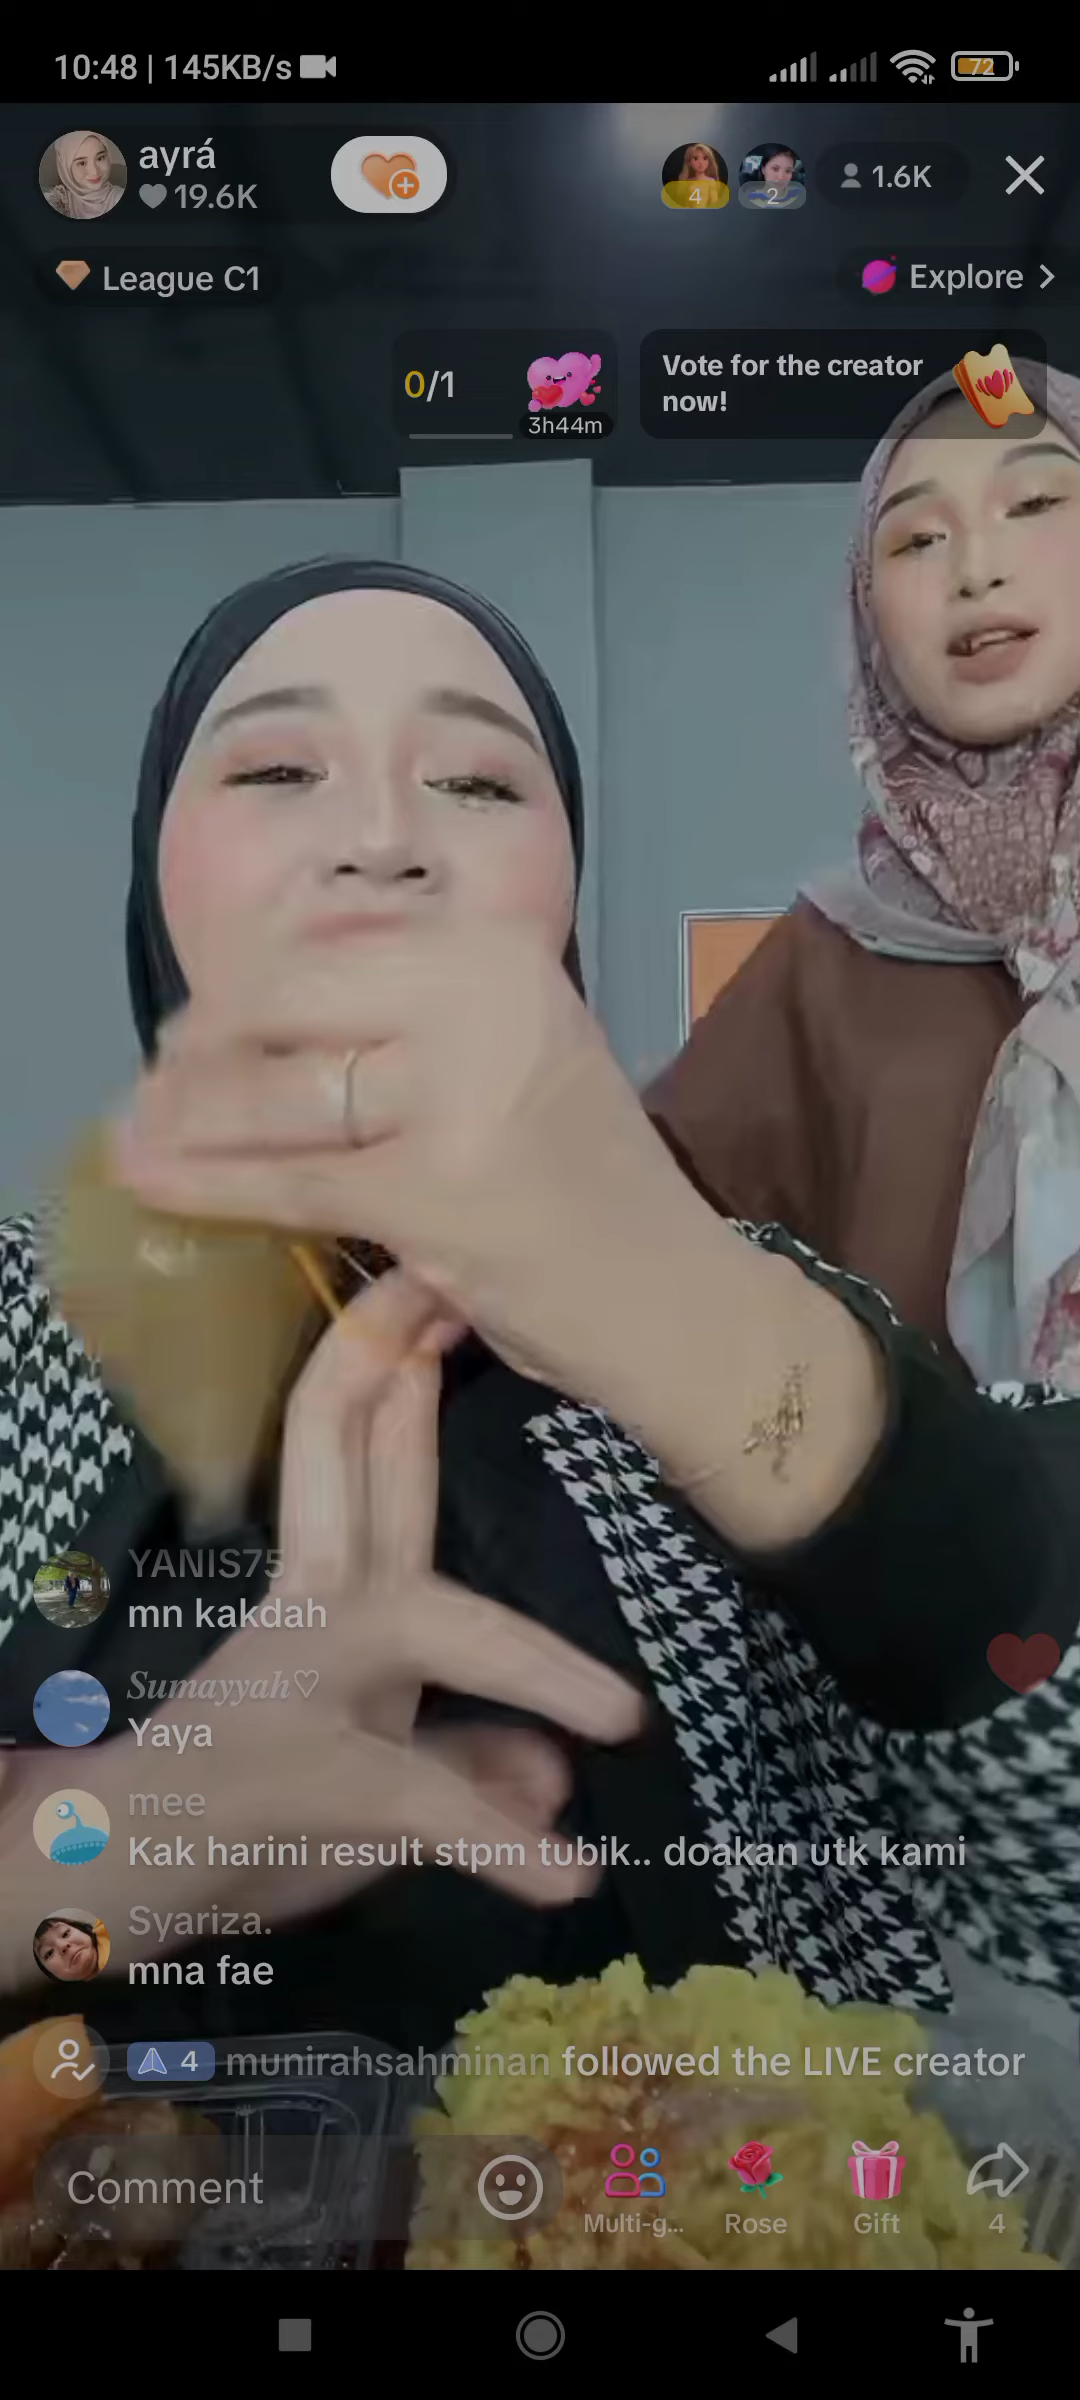 10:48 | 145KB/s
72
ayrá
19.6K
4
2
1.6K
League C1
Explore
0/1
3h44m
Vote for the creator
now!
YANIS75
mn kakdah
Sumayyah♡
Yaya
mee
Kak harini result stpm tubik.. doakan utk kami
Syariza.
mna fae
4 munirahsahminan followed the LIVE creator
Comment
Multi-g...
Rose
Gift
4